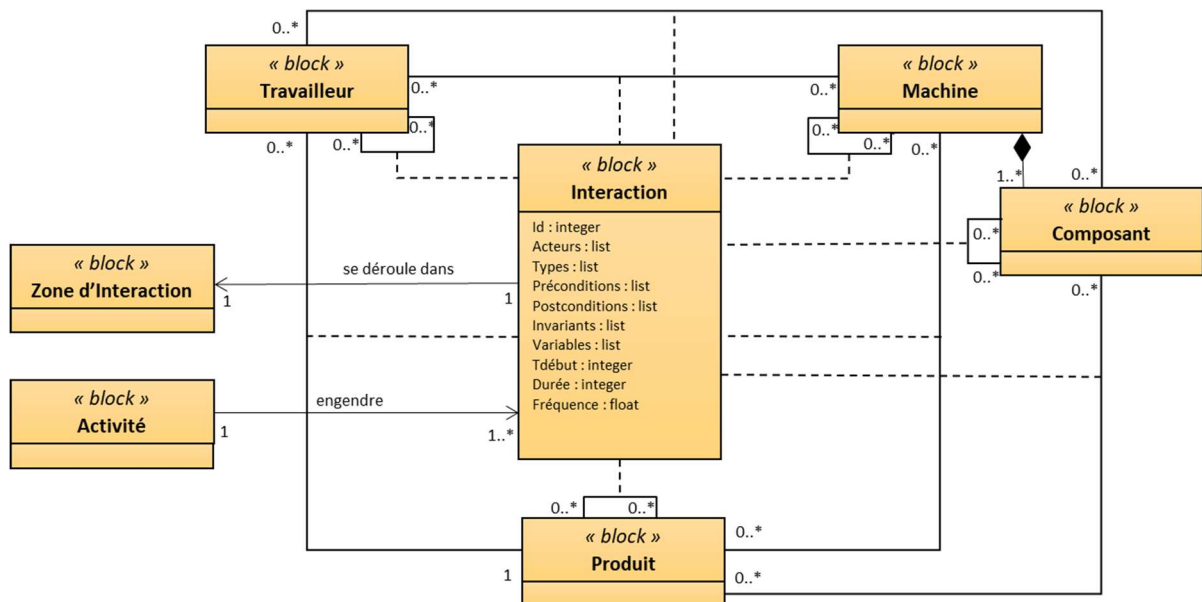 0..*
« block »
Travailleur
0..*
0..*
0..*
0..*
« block »
Machine
0..*
0..*
0..*
0..*
0..*
1..*
0..*
« block »
Interaction
Id : integer
Acteurs : list
Types : list
Préconditions : list
Postconditions : list
Invariants : list
Variables : list
Tdébut : integer
Durée : integer
Fréquence : float
« block »
Composant
0..*
0..*
0..*
« block »
Zone d’Interaction
se déroule dans
1
1
« block »
Activité
engendre
1
1..*
0..*
0..*
« block »
Produit
1
0..*
0..*